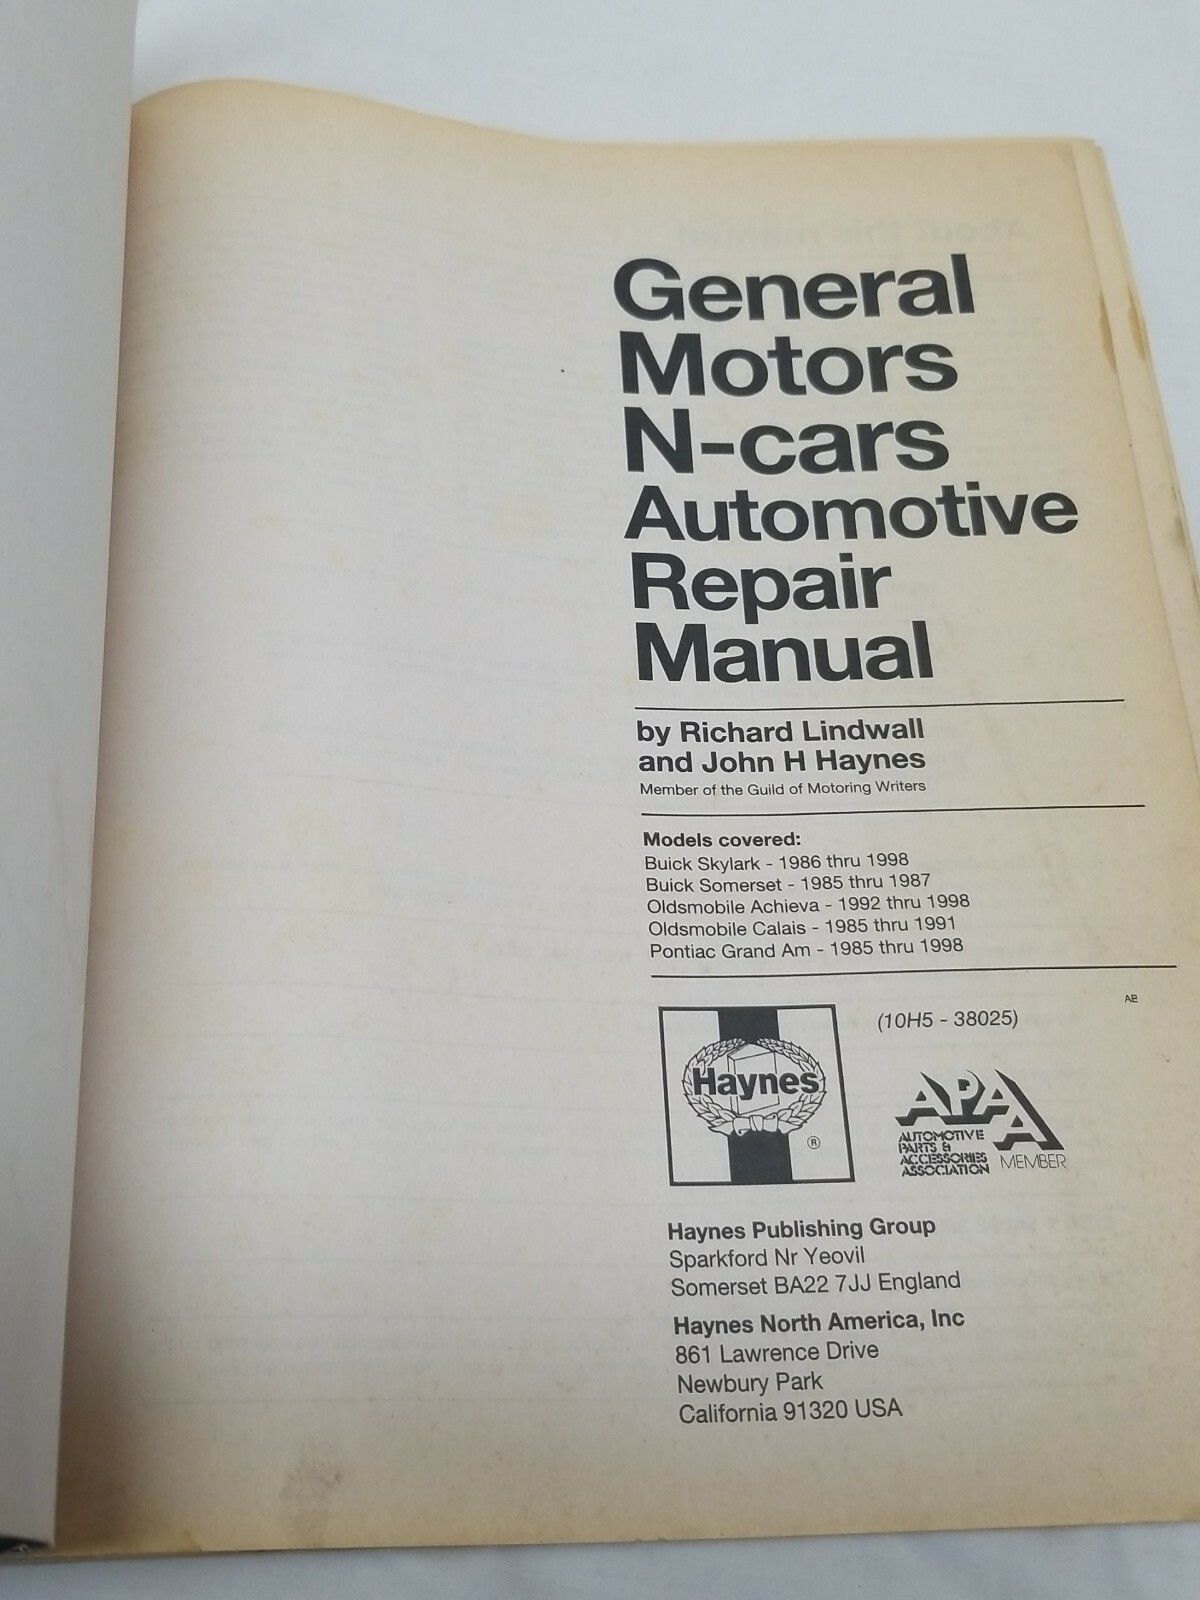 General
Motors
N-cars
Automotive
Repair
Manual
by Richard Lindwall
and John H Haynes
Member of the Guild of Motoring Writers
Models covered:
Buick Skylark - 1986 thru 1998
Buick Somerset - 1985 thru 1987
Oldsmobile Achieva - 1992 thru 1998
Oldsmobile Calais - 1985 thru 1991
Pontiac Grand Am - 1985 thru 1998
AB
(10H5 - 38025)
Haynes
®
APAA
AUTOMOTIVE
PARTS &
ACCESSORIES
ASSOCIATION
MEMBER
Haynes Publishing Group
Sparkford Nr Yeovil
Somerset BA22 7JJ England
Haynes North America, Inc
861 Lawrence Drive
Newbury Park
California 91320 USA